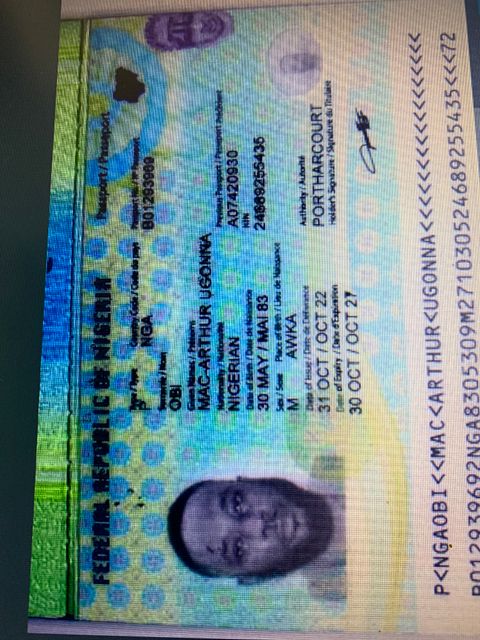 FEDERAL REPUBLIC OF NIGERIA
Passport / Passeport
Type / Type Country Code / Code du pays Passport No. / No Passeport
P NGA B01293969
Surname / Nom
OBI
Given Names / Prénoms
MAC-ARTHUR UGONNA
Nationality / Nationalité Previous Passport / Passeport Précédent
NIGERIAN A07420930
Date of Birth / Date de Naissance NIN
30 MAY / MAI 83 24689255435
Sex / Sexe Place of Birth / Lieu de Naissance
M AWKA
Date of Issue / Date de Délivrance Authority / Autorité
31 OCT / OCT 22 PORTHARCOURT
Date of Expiry / Date d'Expiration Holder's Signature / Signature du Titulaire
30 OCT / OCT 27
P<NGAOBI<<MAC<ARTHUR<UGONNA<<<<<<<<<<<<<<<<<
B012939692NGA8305309M27103052468925​5435<<<72